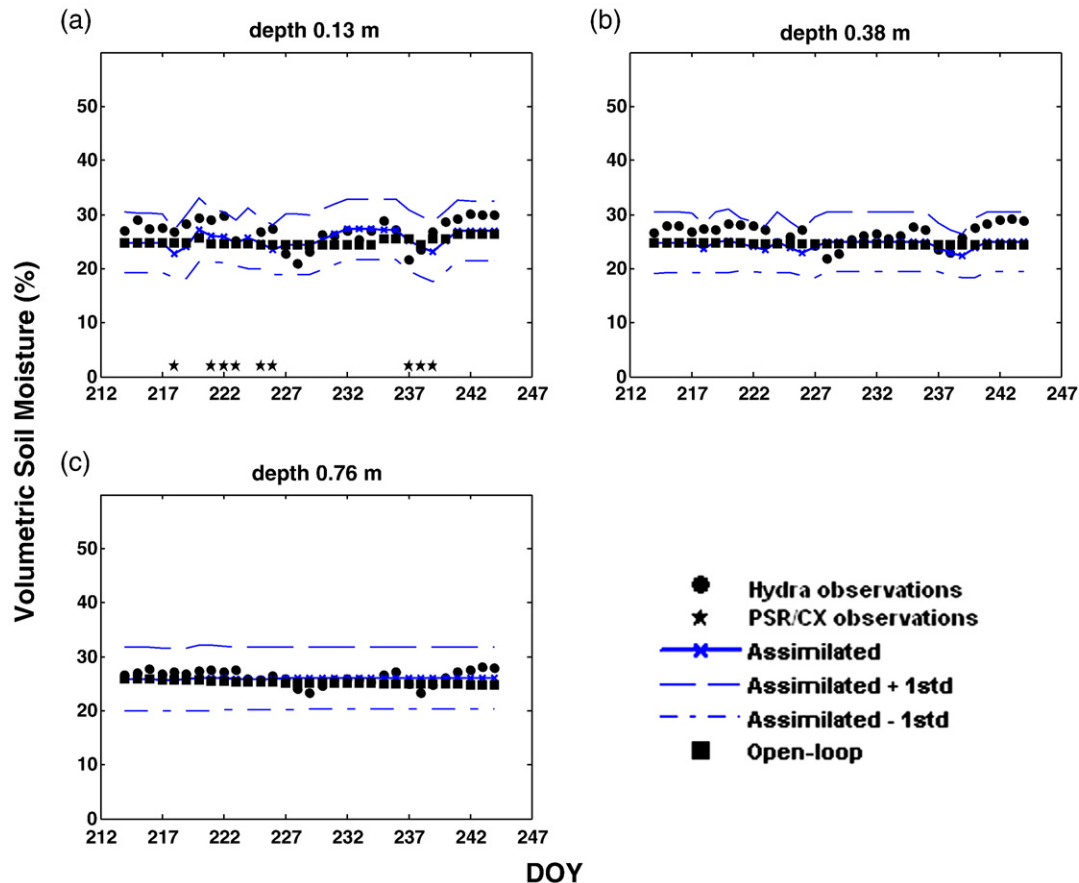 (a)
depth 0.13 m
60
50
40
30
20
10
0
212 217 222 227 232 237 242 247
(b)
depth 0.38 m
60
50
40
30
20
10
0
212 217 222 227 232 237 242 247
(c)
depth 0.76 m
60
50
40
30
20
10
0
212 217 222 227 232 237 242 247
Volumetric Soil Moisture (%)
DOY
Hydra observations
PSR/CX observations
Assimilated
Assimilated + 1std
Assimilated - 1std
Open-loop